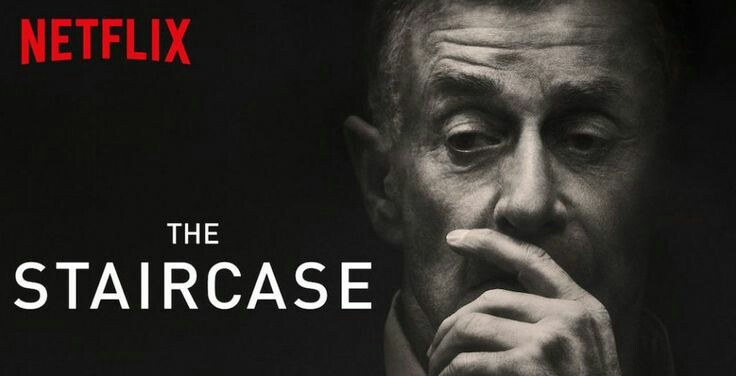 NETFLIX
THE
STAIRCASE